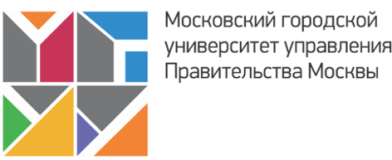 Московский городской
университет управления
Правительства Москвы